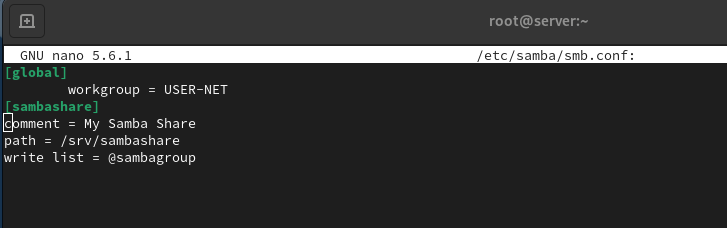 root@server:~
GNU nano 5.6.1 /etc/samba/smb.conf:
[global]
workgroup = USER-NET
[sambashare]
comment = My Samba Share
path = /srv/sambashare
write list = @sambagroup